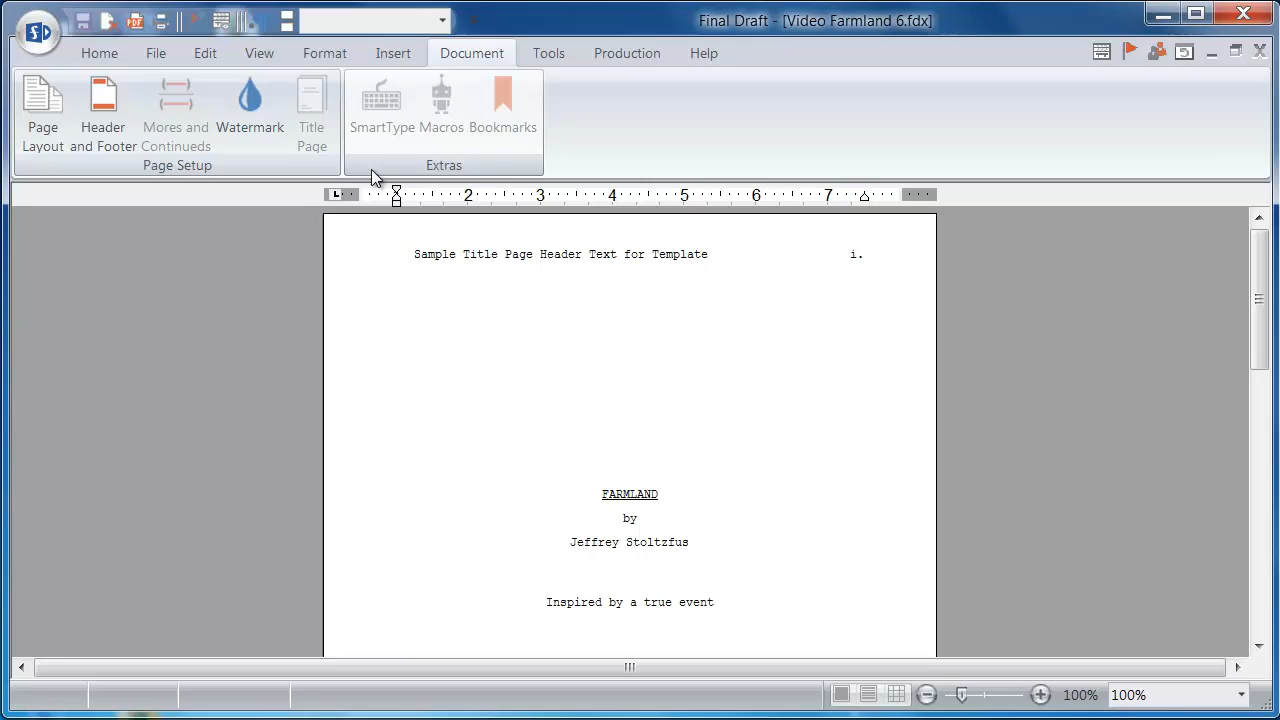 Final Draft - [Video Farmland 6.fdx]
Home File Edit View Format Insert Document Tools Production Help
Page Layout
Header and Footer
Mores and Continueds
Watermark
Title Page
SmartType
Macros
Bookmarks
Page Setup
Extras
2 3 4 5 6 7
Sample Title Page Header Text for Template i.
FARMLAND
by
Jeffrey Stoltzfus
Inspired by a true event
100% 100%